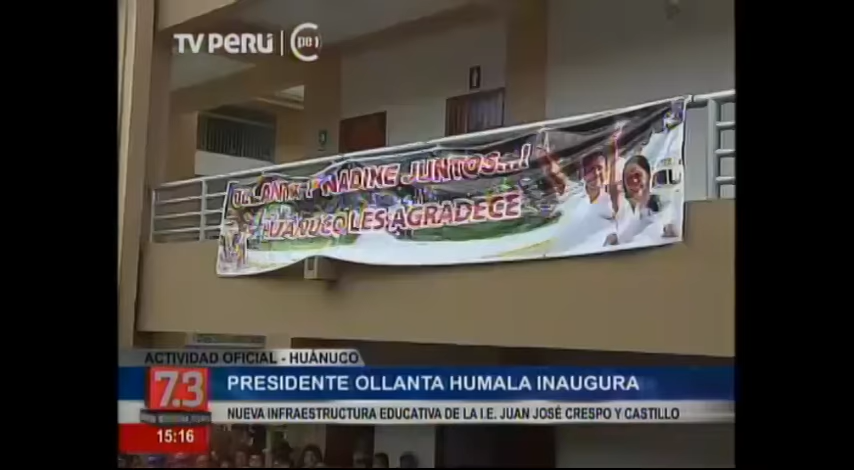 TV PERÚ
OLLANTA Y NADINE JUNTOS...!
HUÁNUCO LES AGRADECE
ACTIVIDAD OFICIAL - HUÁNUCO
7.3
PRESIDENTE OLLANTA HUMALA INAUGURA
NUEVA INFRAESTRUCTURA EDUCATIVA DE LA I.E. JUAN JOSÉ CRESPO Y CASTILLO
15:16